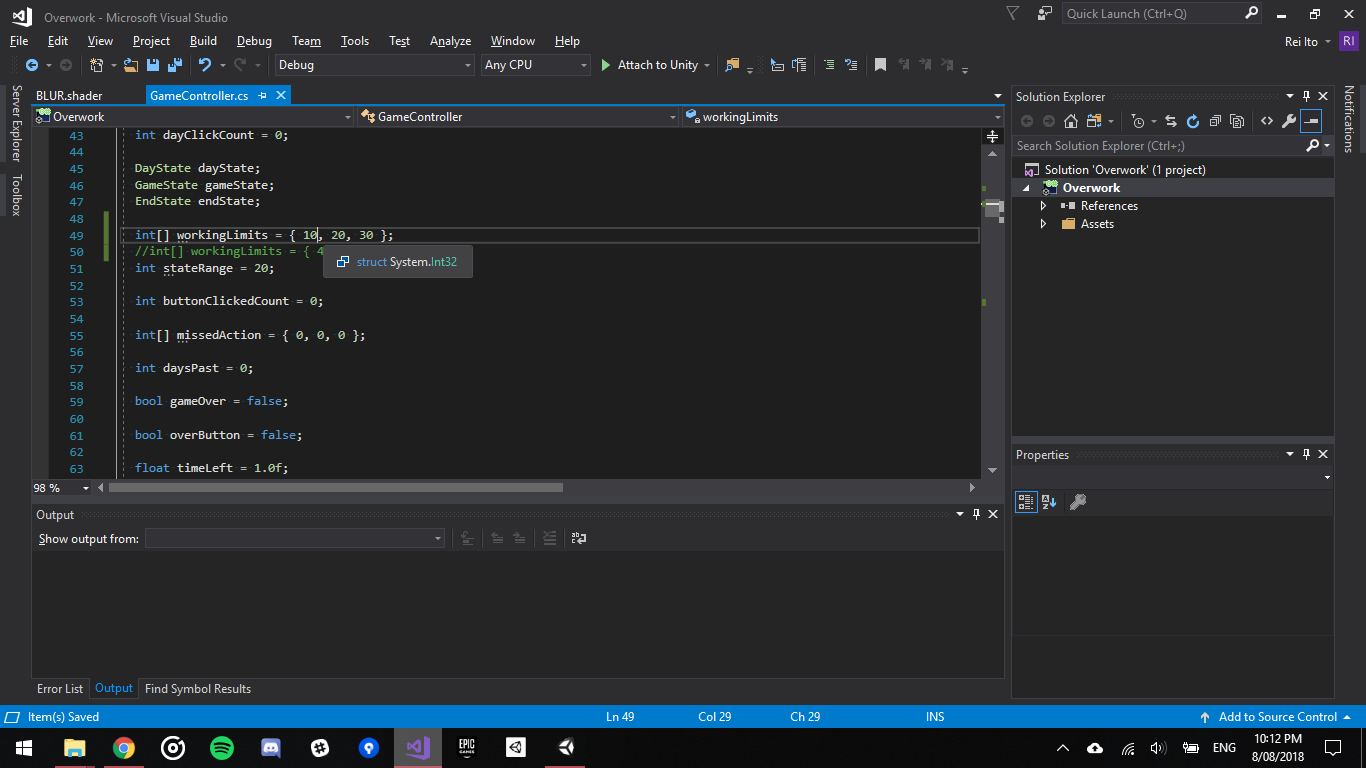 Overwork - Microsoft Visual Studio
Quick Launch (Ctrl+Q)
File Edit View Project Build Debug Team Tools Test Analyze Window Help
Rei Ito RI
Debug Any CPU Attach to Unity
Server Explorer
Toolbox
BLUR.shader GameController.cs
Overwork GameController workingLimits
43 int dayClickCount = 0;
44
45 DayState dayState;
46 GameState gameState;
47 EndState endState;
48
49 int[] workingLimits = { 10, 20, 30 };
50 //int[] workingLimits = { 4
struct System.Int32
51 int stateRange = 20;
52
53 int buttonClickedCount = 0;
54
55 int[] missedAction = { 0, 0, 0 };
56
57 int daysPast = 0;
58
59 bool gameOver = false;
60
61 bool overButton = false;
62
63 float timeLeft = 1.0f;
98 %
Output
Show output from:
Error List Output Find Symbol Results
Solution Explorer
Search Solution Explorer (Ctrl+;)
Solution 'Overwork' (1 project)
Overwork
References
Assets
Properties
Notifications
Item(s) Saved Ln 49 Col 29 Ch 29 INS Add to Source Control
EPIC GAMES
ENG
10:12 PM
8/08/2018